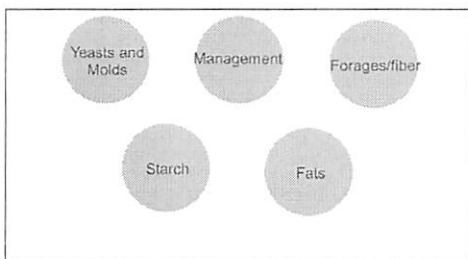 Yeasts and
Molds
Management
Forages/fiber
Starch
Fats